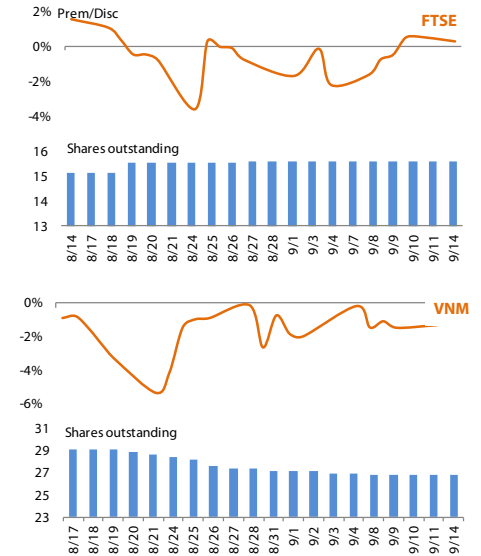 2% Prem/Disc
FTSE
0%
-2%
-4%
16 Shares outstanding
15
14
13
8/14 8/17 8/18 8/19 8/20 8/21 8/24 8/25 8/26 8/27 8/28 9/1 9/3 9/4 9/7 9/8 9/9 9/10 9/11 9/14
0%
VNM
-2%
-4%
-6%
31
Shares outstanding
29
27
25
23
8/17 8/18 8/19 8/20 8/21 8/24 8/25 8/26 8/27 8/28 8/31 9/1 9/2 9/3 9/4 9/8 9/9 9/10 9/11 9/14